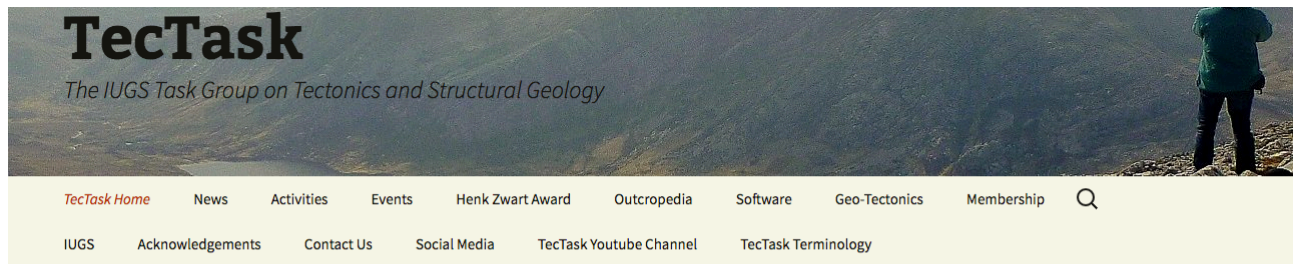 TecTask
The IUGS Task Group on Tectonics and Structural Geology
TecTask Home News Activities Events Henk Zwart Award Outcropedia Software Geo-Tectonics Membership
IUGS Acknowledgements Contact Us Social Media TecTask Youtube Channel TecTask Terminology